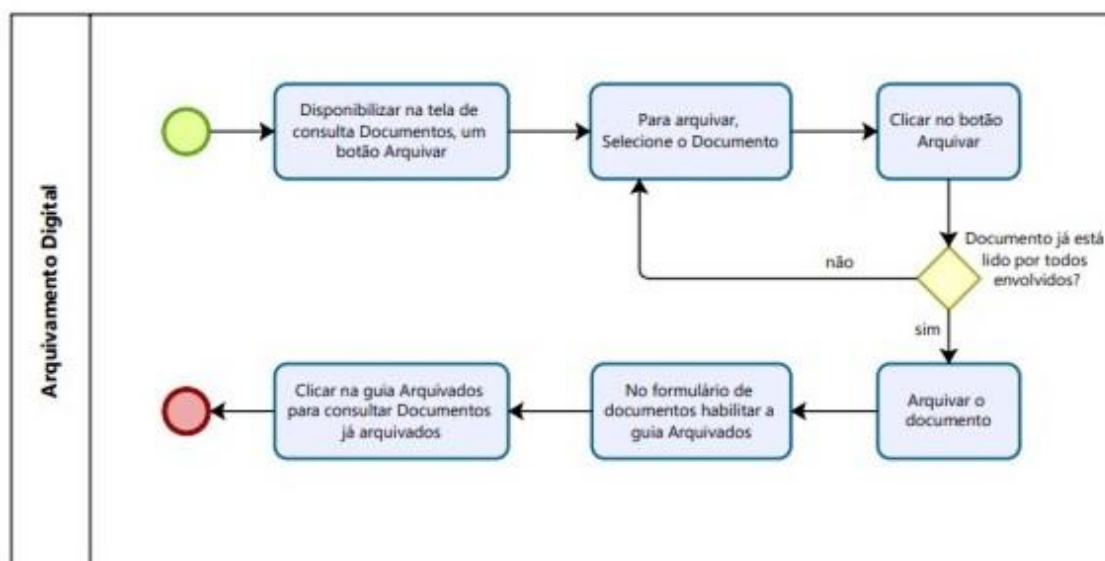 Arquivamento Digital
Disponibilizar na tela de
consulta Documentos, um
botão Arquivar
Para arquivar,
Selecione o Documento
Clicar no botão
Arquivar
Documento já está
lido por todos
envolvidos?
não
sim
Arquivar o
documento
No formulário de
documentos habilitar a
guia Arquivados
Clicar na guia Arquivados
para consultar Documentos
já arquivados